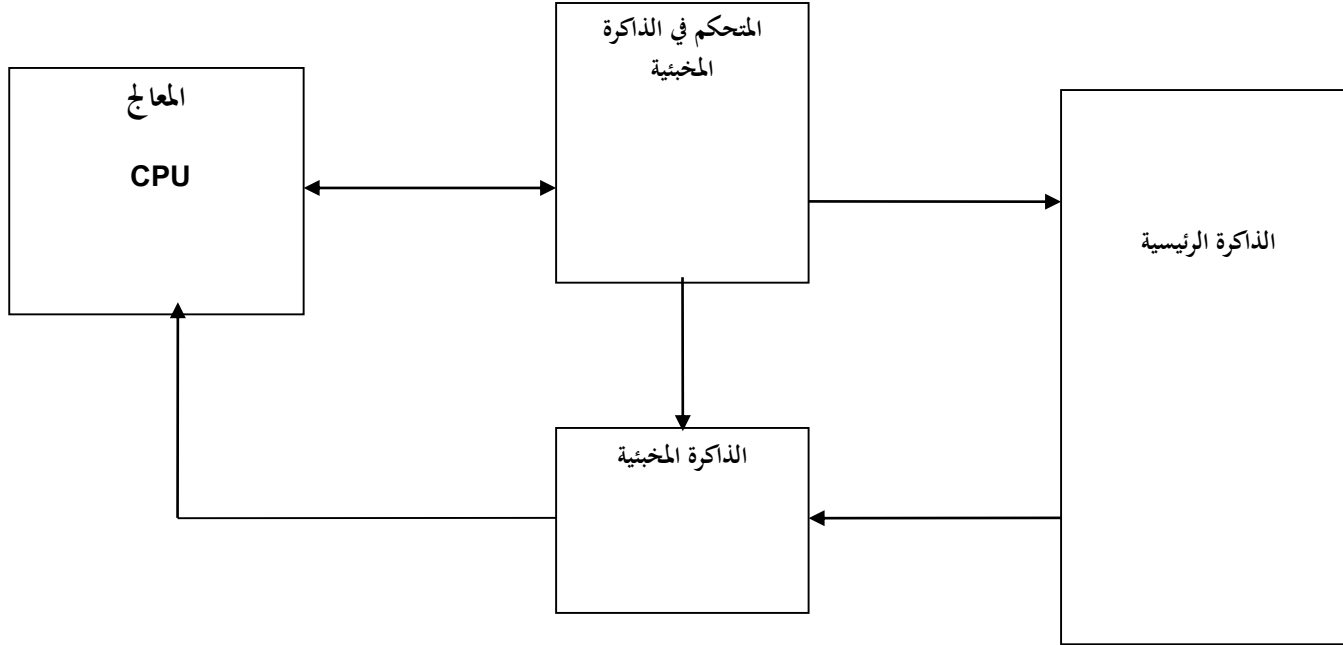 المتحكم في الذاكرة
المخبئية
المعالج
CPU
الذاكرة الرئيسية
الذاكرة المخبئية